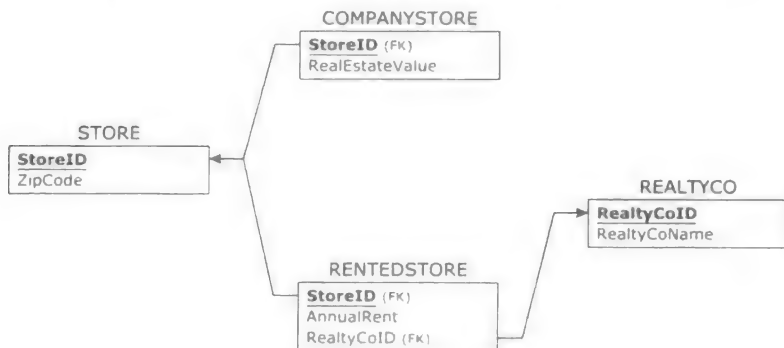 COMPANYSTORE
StoreID (FK)
RealEstateValue
STORE
StoreID
ZipCode
REALTYCO
RealtyCoID
RealtyCoName
RENTEDSTORE
StoreID (FK)
AnnualRent
RealtyCoID (FK)